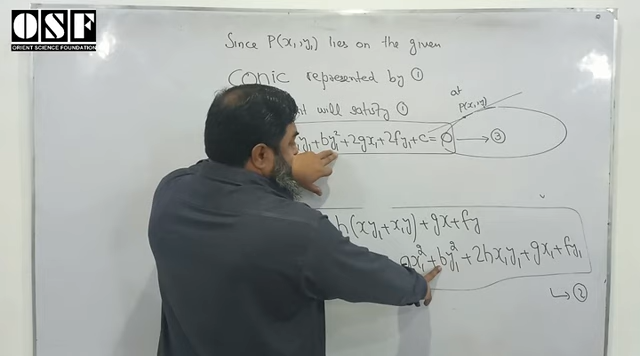 OSF
ORIENT SCIENCE FOUNDATION
Since P(x₁,y₁) lies on the given
CONIC represented by ①
it will satisfy ①
at
P(x₁,y₁)
y₁+by₁²+2gx₁+2fy₁+c=0 → ③
h(xy₁+x₁y)+gx+fy
ax₁²+by₁²+2hx₁y₁+gx₁+fy₁
↳ ②